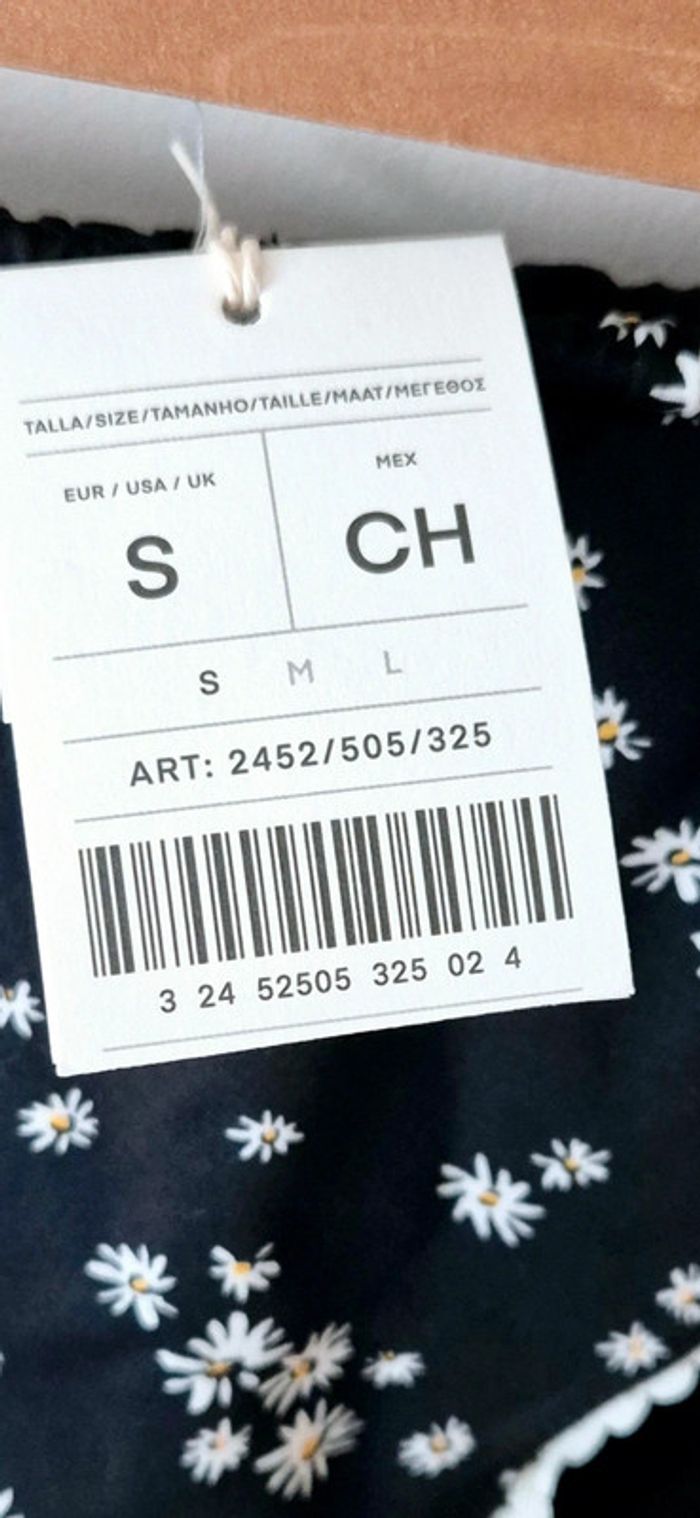 TALLA/SIZE/TAMANHO/TAILLE/MAAT/ΜΕΓΕΘΟΣ
EUR / USA / UK
MEX
S
CH
S M L
ART: 2452/505/325
3 24 52505 325 02 4